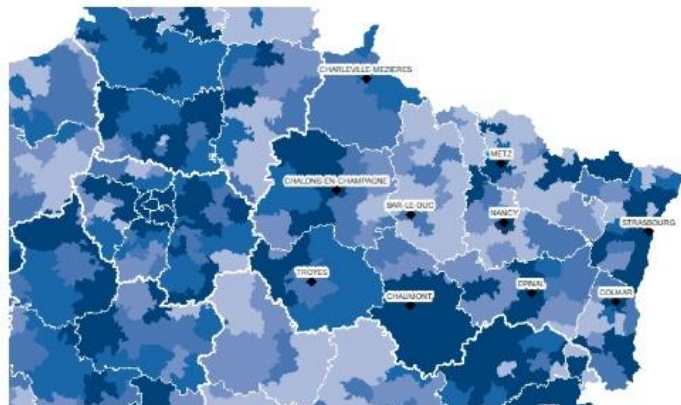 CHARLEVILLE-MEZIERES
METZ
CHALONS-EN-CHAMPAGNE
BAR-LE-DUC
NANCY
STRASBOURG
TROYES
EPINAL
CHAUMONT
COLMAR